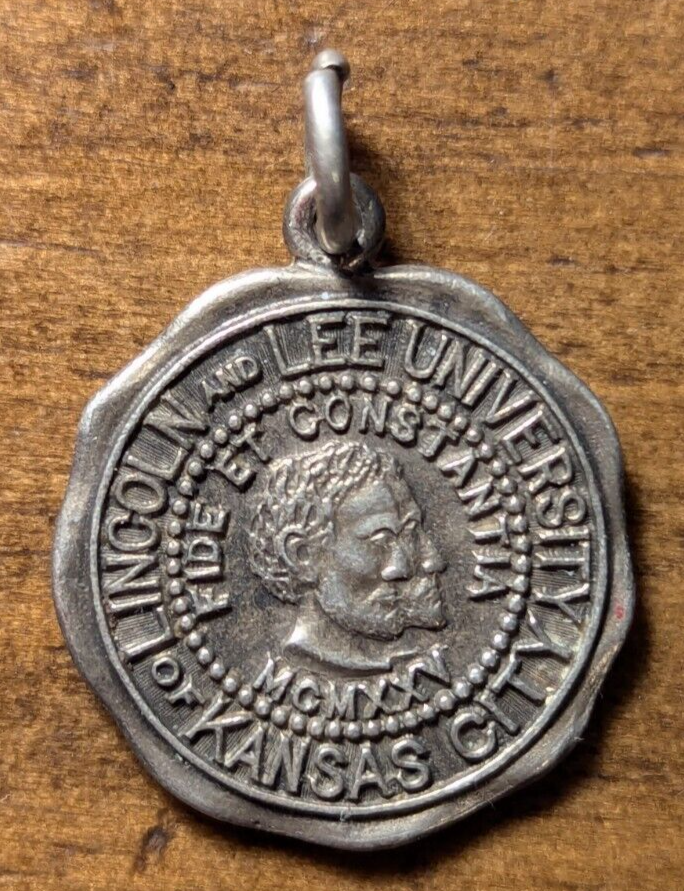 LINCOLN AND LEE UNIVERSITY
OF KANSAS CITY
FIDE ET CONSTANTIA
MCMXXV